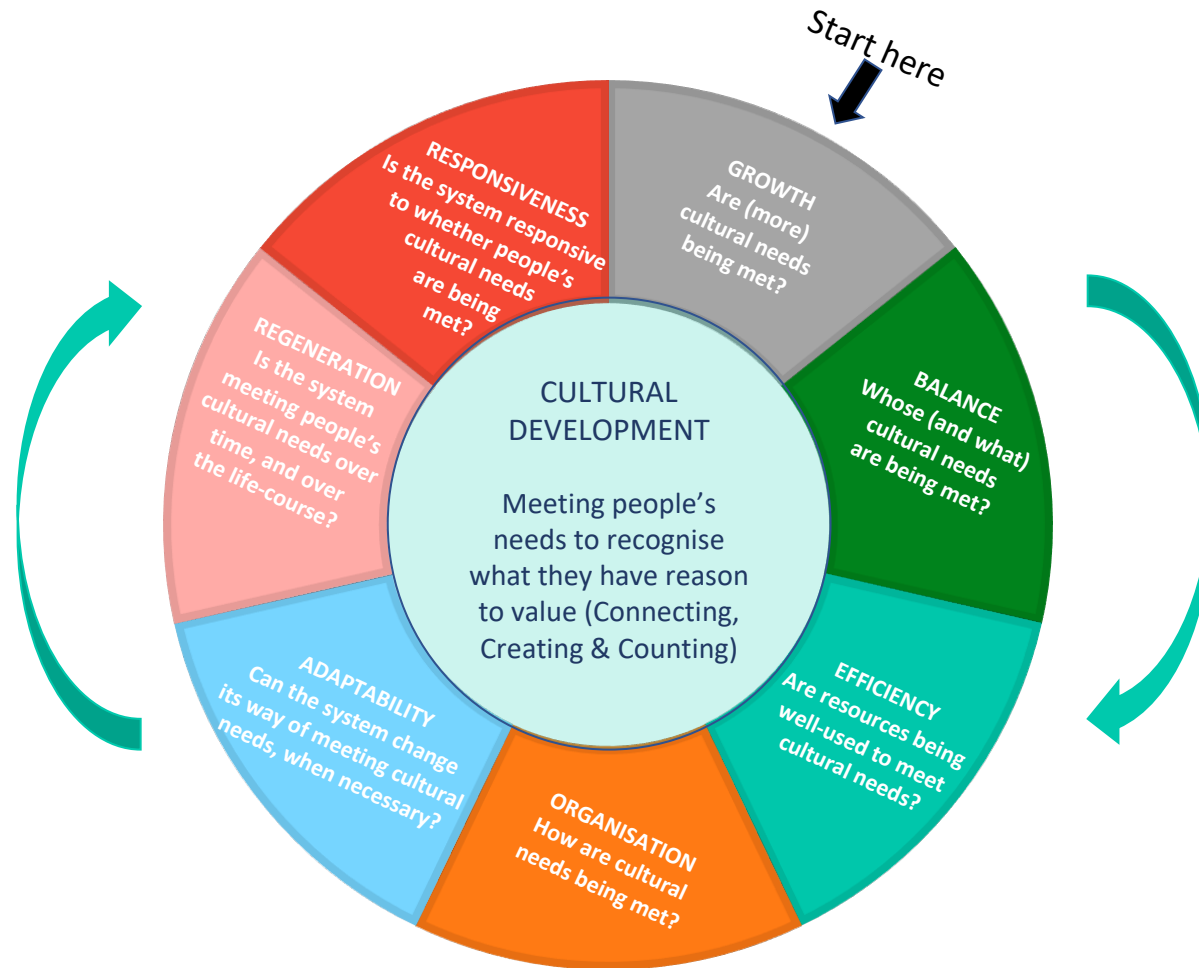 Start here
GROWTH
Are (more)
cultural needs
being met?
BALANCE
Whose (and what)
cultural needs
are being met?
EFFICIENCY
Are resources being
well-used to meet
cultural needs?
ORGANISATION
How are cultural
needs being met?
ADAPTABILITY
Can the system change
its way of meeting cultural
needs, when necessary?
REGENERATION
Is the system
meeting people’s
cultural needs over
time, and over
the life-course?
RESPONSIVENESS
Is the system responsive
to whether people’s
cultural needs
are being
met?
CULTURAL
DEVELOPMENT
Meeting people’s
needs to recognise
what they have reason
to value (Connecting,
Creating & Counting)